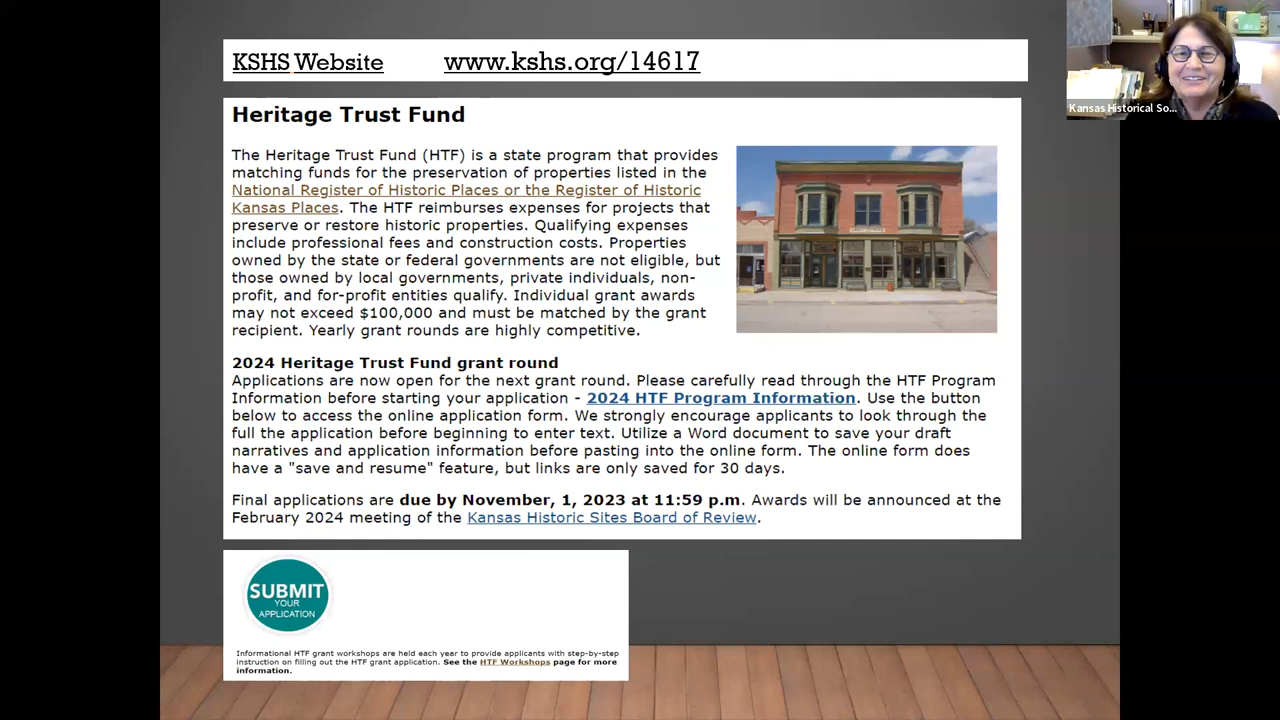 KSHS Website www.kshs.org/14617
Kansas Historical So...
Heritage Trust Fund
The Heritage Trust Fund (HTF) is a state program that provides
matching funds for the preservation of properties listed in the
National Register of Historic Places or the Register of Historic
Kansas Places. The HTF reimburses expenses for projects that
preserve or restore historic properties. Qualifying expenses
include professional fees and construction costs. Properties
owned by the state or federal governments are not eligible, but
those owned by local governments, private individuals, non-
profit, and for-profit entities qualify. Individual grant awards
may not exceed $100,000 and must be matched by the grant
recipient. Yearly grant rounds are highly competitive.
2024 Heritage Trust Fund grant round
Applications are now open for the next grant round. Please carefully read through the HTF Program
Information before starting your application - 2024 HTF Program Information. Use the button
below to access the online application form. We strongly encourage applicants to look through the
full the application before beginning to enter text. Utilize a Word document to save your draft
narratives and application information before pasting into the online form. The online form does
have a "save and resume" feature, but links are only saved for 30 days.
Final applications are due by November, 1, 2023 at 11:59 p.m. Awards will be announced at the
February 2024 meeting of the Kansas Historic Sites Board of Review.
SUBMIT
YOUR
APPLICATION
Informational HTF grant workshops are held each year to provide applicants with step-by-step
instruction on filling out the HTF grant application. See the HTF Workshops page for more
information.